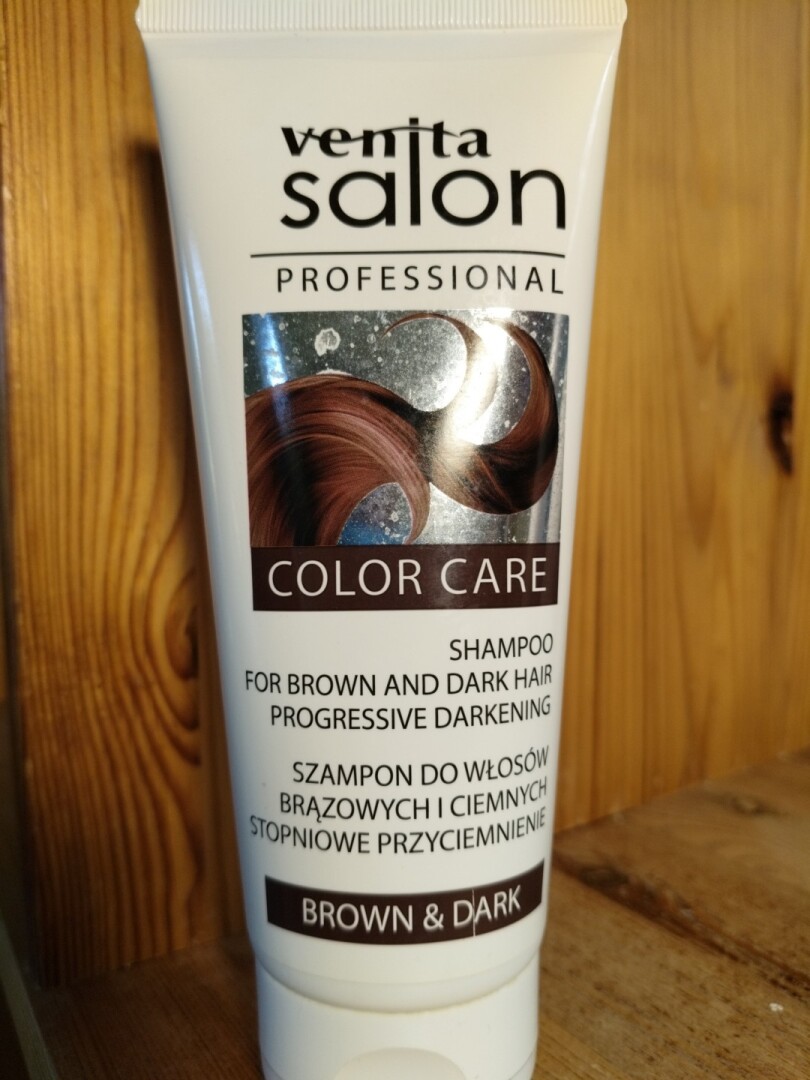 venita
salon
PROFESSIONAL
COLOR CARE
SHAMPOO
FOR BROWN AND DARK HAIR
PROGRESSIVE DARKENING
SZAMPON DO WŁOSÓW
BRĄZOWYCH I CIEMNYCH
STOPNIOWE PRZYCIEMNIENIE
BROWN & DARK